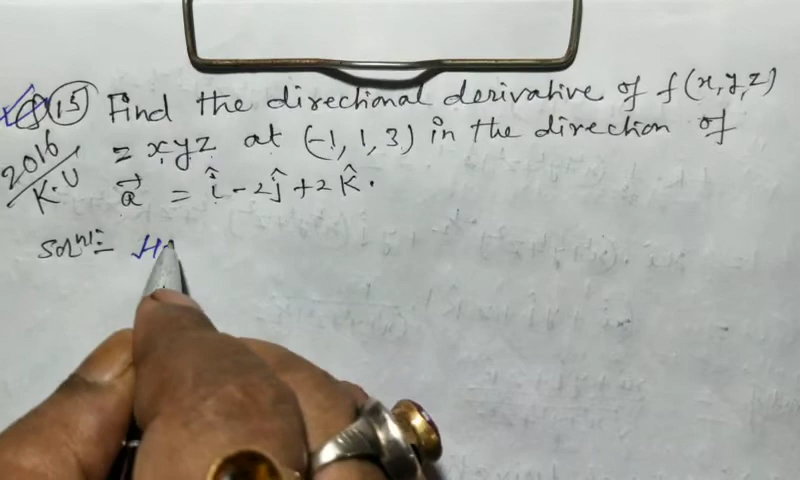 Q 15 Find the directional derivative of f(x,y,z)
= xyz at (-1, 1, 3) in the direction of
2016
K.U
a⃗ = î - 2ĵ + 2k̂.
Solⁿ:- H